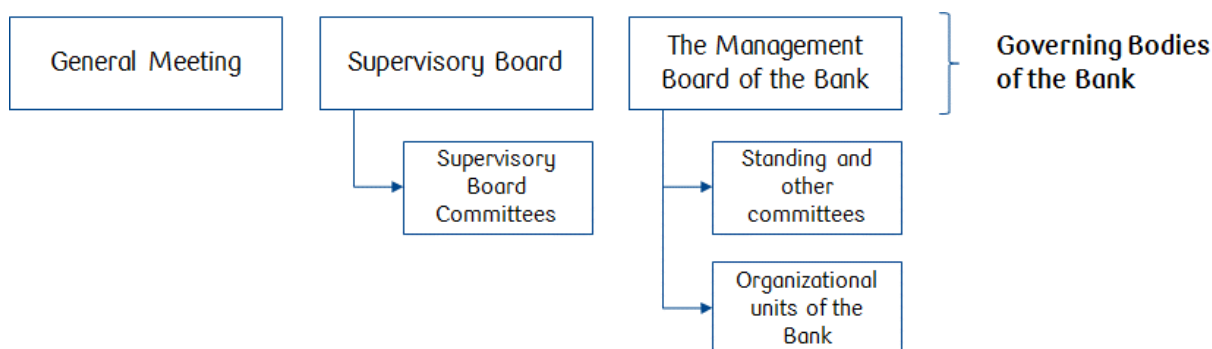 General Meeting
Supervisory Board
The Management
Board of the Bank
Governing Bodies
of the Bank
Supervisory
Board
Committees
Standing and
other
committees
Organizational
units of the
Bank